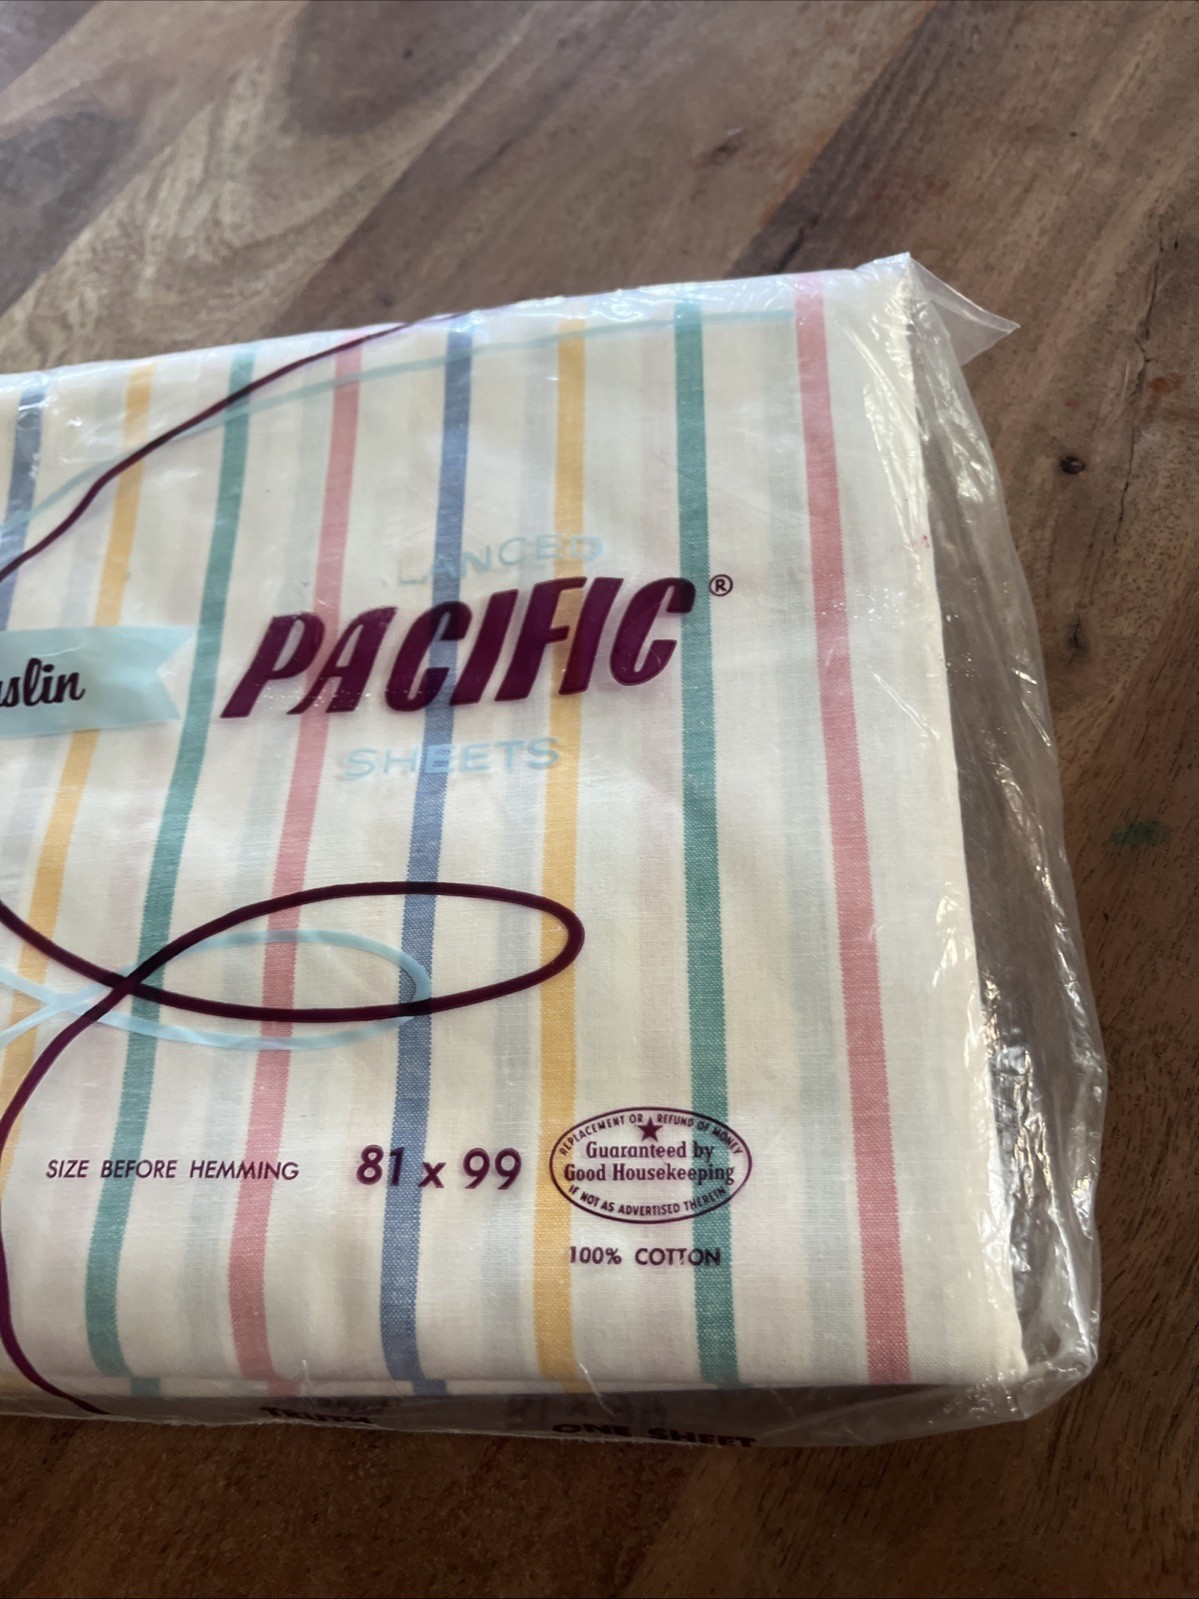 LANCED
PACIFIC®
uslin
SHEETS
SIZE BEFORE HEMMING 81 x 99
REPLACEMENT OR ★ REFUND OF MONEY
Guaranteed by
Good Housekeeping
IF NOT AS ADVERTISED THEREIN
100% COTTON
TRUTH
ONE SHEET